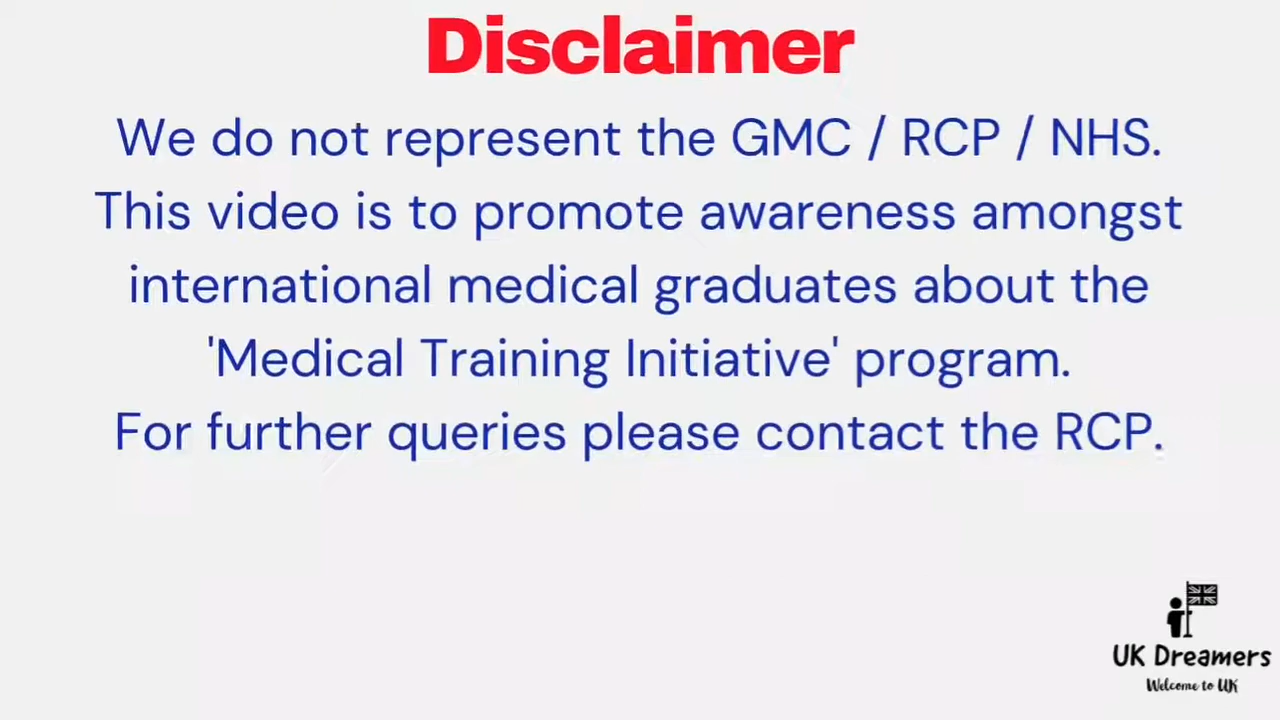 Disclaimer
We do not represent the GMC / RCP / NHS.
This video is to promote awareness amongst
international medical graduates about the
'Medical Training Initiative' program.
For further queries please contact the RCP.
UK Dreamers
Welcome to UK